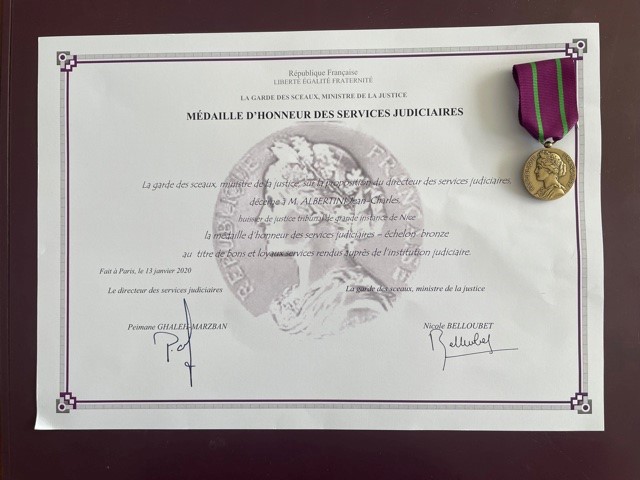 République Française
LIBERTÉ ÉGALITÉ FRATERNITÉ
LA GARDE DES SCEAUX, MINISTRE DE LA JUSTICE
MÉDAILLE D'HONNEUR DES SERVICES JUDICIAIRES
REPUBLIQUE FRANÇAISE
La garde des sceaux, ministre de la justice, sur la proposition du directeur des services judiciaires,
décerne à M. ALBERTINI Jean-Charles,
huissier de justice tribunal de grande instance de Nice
la médaille d'honneur des services judiciaires – échelon bronze
au titre de bons et loyaux services rendus auprès de l'institution judiciaire.
Fait à Paris, le 13 janvier 2020
Le directeur des services judiciaires
La garde des sceaux, ministre de la justice
Peimane GHALEH-MARZBAN
Nicole BELLOUBET
Belloubet